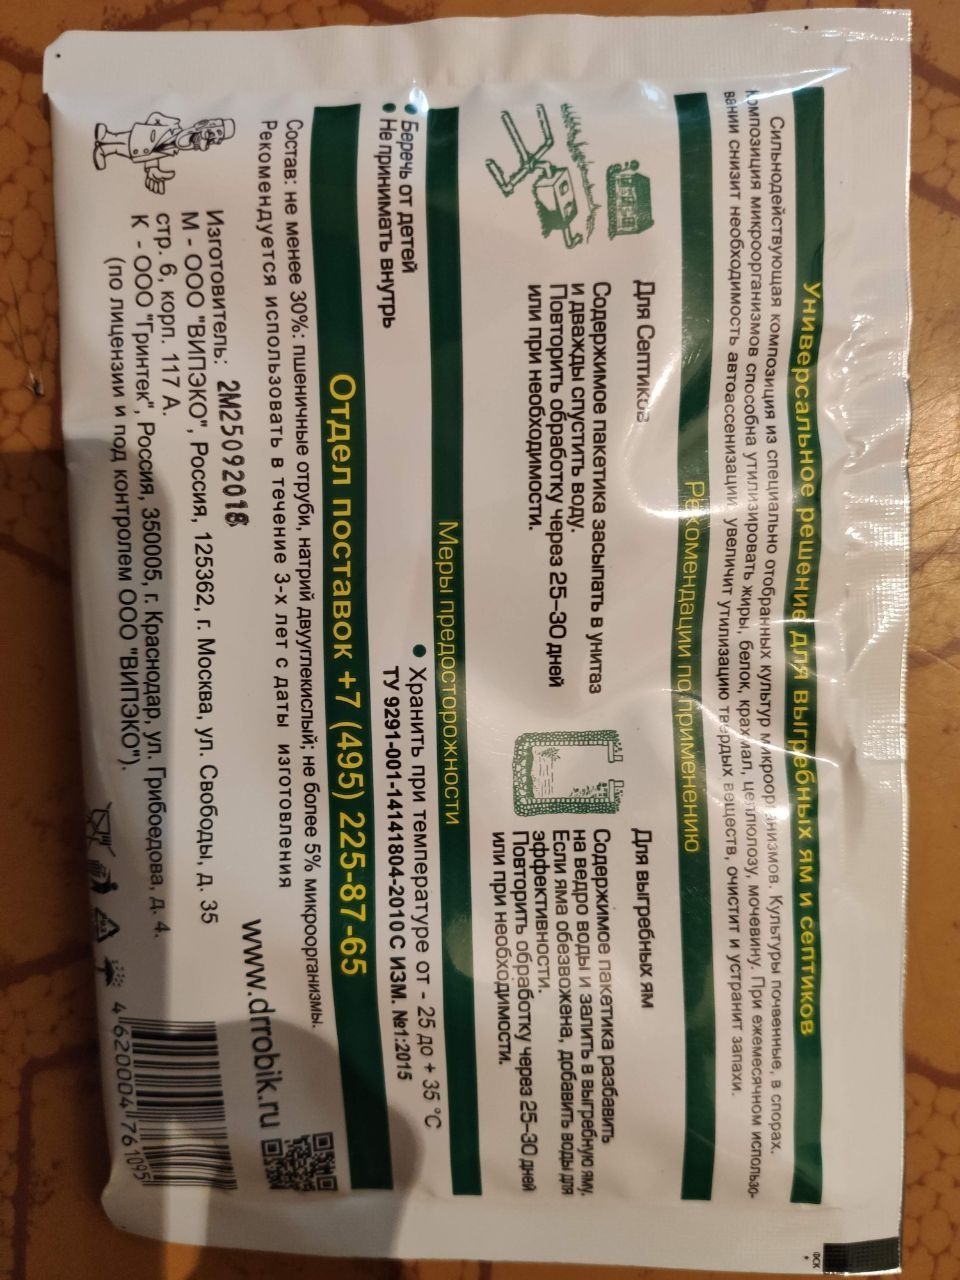 Универсальное решение для выгребных ям и септиков
Сильнодействующая композиция из специально отобранных культур микроорганизмов. Культуры почвенные, в спорах.
Композиция микроорганизмов способна утилизировать жиры, белок, крахмал, целлюлозу, мочевину. При ежемесячном использо-
вании снизит необходимость автоассенизации, увеличит утилизацию твердых веществ, очистит и устранит запахи.
Рекомендации по применению
Для Септиков
Содержимое пакетика засыпать в унитаз
и дважды спустить воду.
Повторить обработку через 25-30 дней
или при необходимости.
Для выгребных ям
Содержимое пакетика разбавить
на ведро воды и залить в выгребную яму.
Если яма обезвожена, добавить воды для
эффективности.
Повторить обработку через 25-30 дней
или при необходимости.
Меры предосторожности
• Беречь от детей
• Не принимать внутрь
• Хранить при температуре от - 25 до + 35 °C
ТУ 9291-001-14141804-2010 С ИЗМ. №1:2015
Отдел поставок +7 (495) 225-87-65
Состав: не менее 30%: пшеничные отруби, натрий двууглекислый; не более 5% микроорганизмы.
Рекомендуется использовать в течение 3-х лет с даты изготовления
Изготовитель: 2М25092018
М - ООО "ВИПЭКО", Россия, 125362, г. Москва, ул. Свободы, д. 35
стр. 6, корп. 117 А.
К - ООО "Гринтек", Россия, 350005, г. Краснодар, ул. Грибоедова, д. 4.
(по лицензии и под контролем ООО "ВИПЭКО").
www.drrobik.ru
4 620004 761095
ФСК